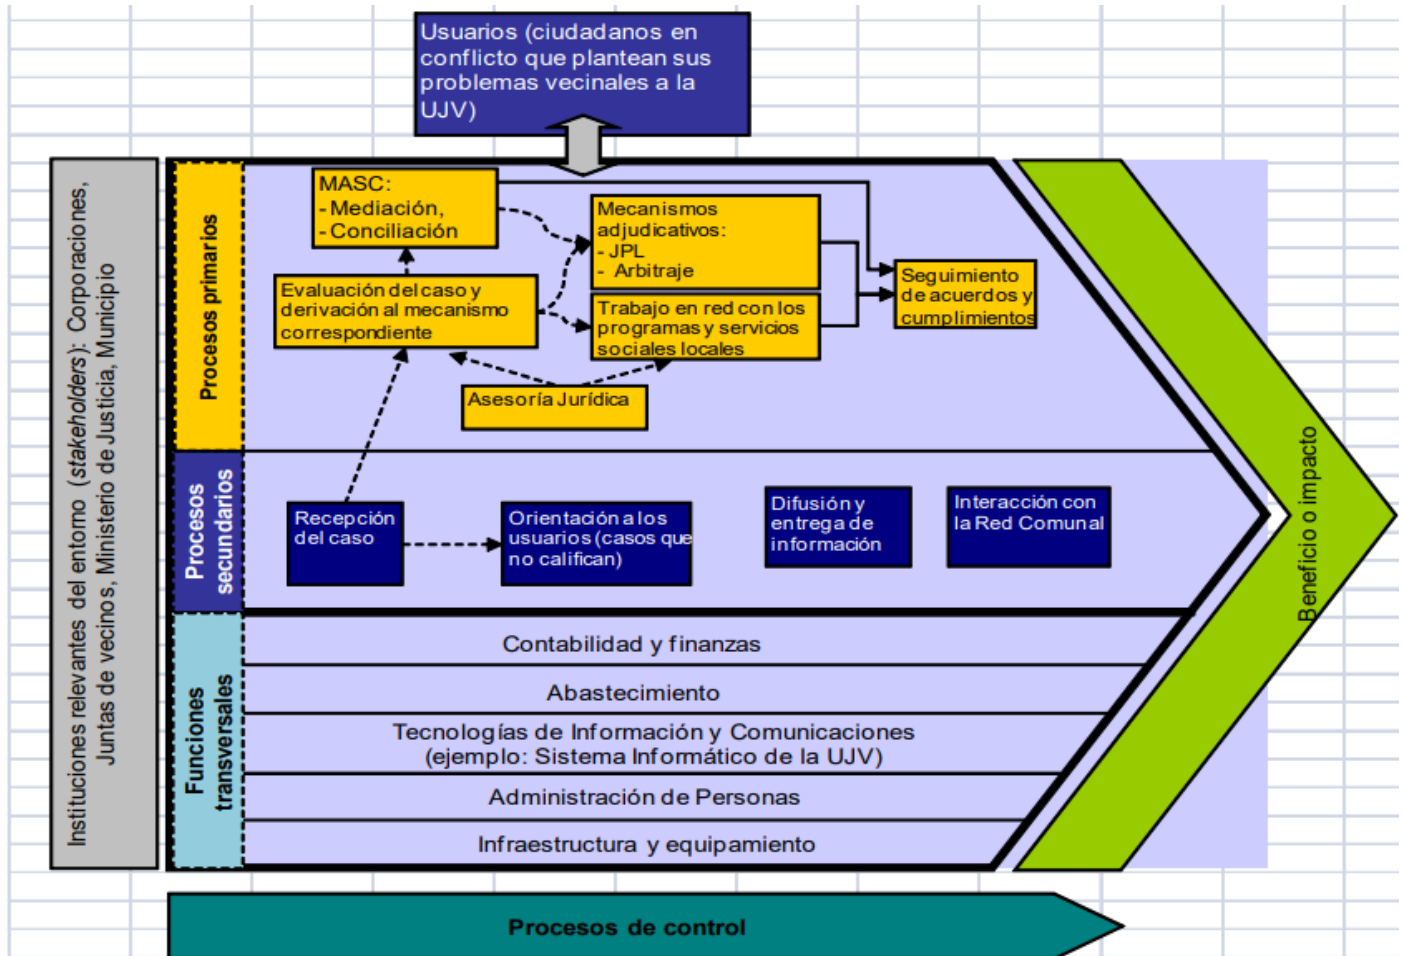 Usuarios (ciudadanos en
conflicto que plantean sus
problemas vecinales a la
UJV)
Instituciones relevantes del entorno (stakeholders): Corporaciones,
Juntas de vecinos, Ministerio de Justicia, Municipio
Procesos primarios
MASC:
- Mediación,
- Conciliación
Mecanismos
adjudicativos:
- JPL
- Arbitraje
Evaluación del caso y
derivación al mecanismo
correspondiente
Trabajo en red con los
programas y servicios
sociales locales
Seguimiento
de acuerdos y
cumplimientos
Asesoría Jurídica
Procesos
secundarios
Recepción
del caso
Orientación a los
usuarios (casos que
no califican)
Difusión y
entrega de
información
Interacción con
la Red Comunal
Funciones
transversales
Contabilidad y finanzas
Abastecimiento
Tecnologías de Información y Comunicaciones
(ejemplo: Sistema Informático de la UJV)
Administración de Personas
Infraestructura y equipamiento
Beneficio o impacto
Procesos de control